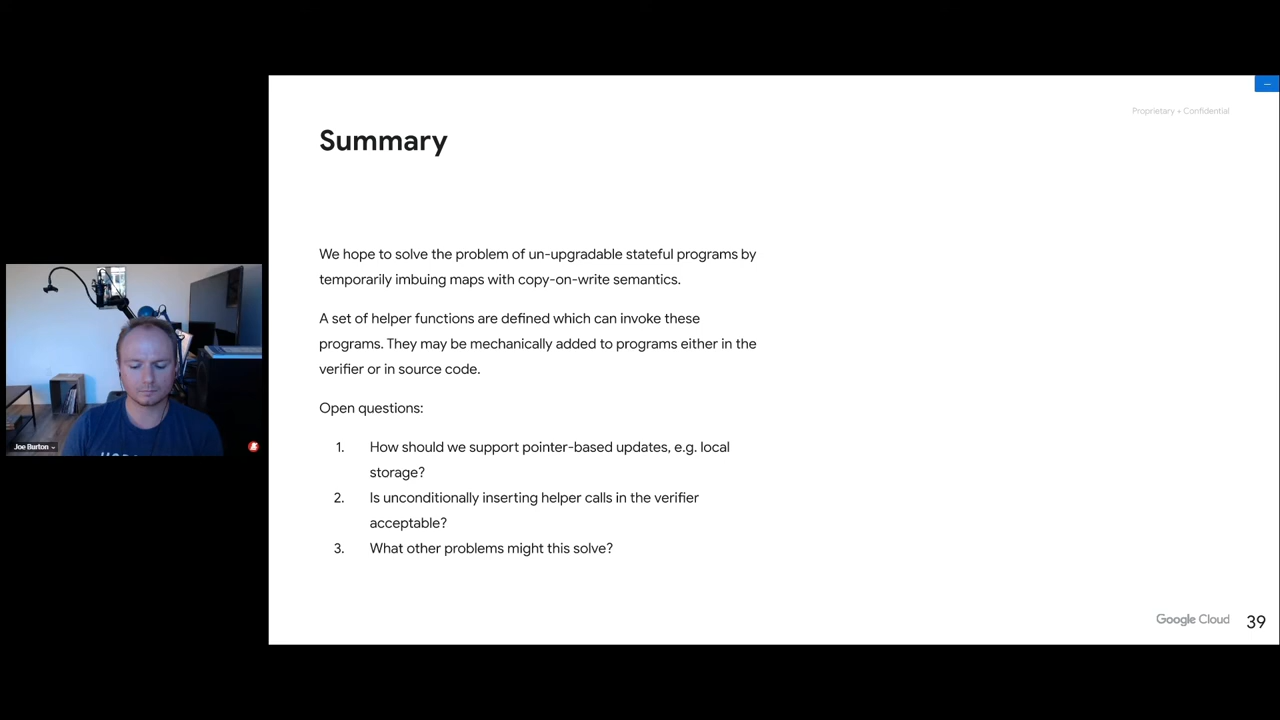 Proprietary + Confidential
Summary
We hope to solve the problem of un-upgradable stateful programs by
temporarily imbuing maps with copy-on-write semantics.
A set of helper functions are defined which can invoke these
programs. They may be mechanically added to programs either in the
verifier or in source code.
Open questions:
1. How should we support pointer-based updates, e.g. local
storage?
2. Is unconditionally inserting helper calls in the verifier
acceptable?
3. What other problems might this solve?
Joe Burton
Google Cloud
39